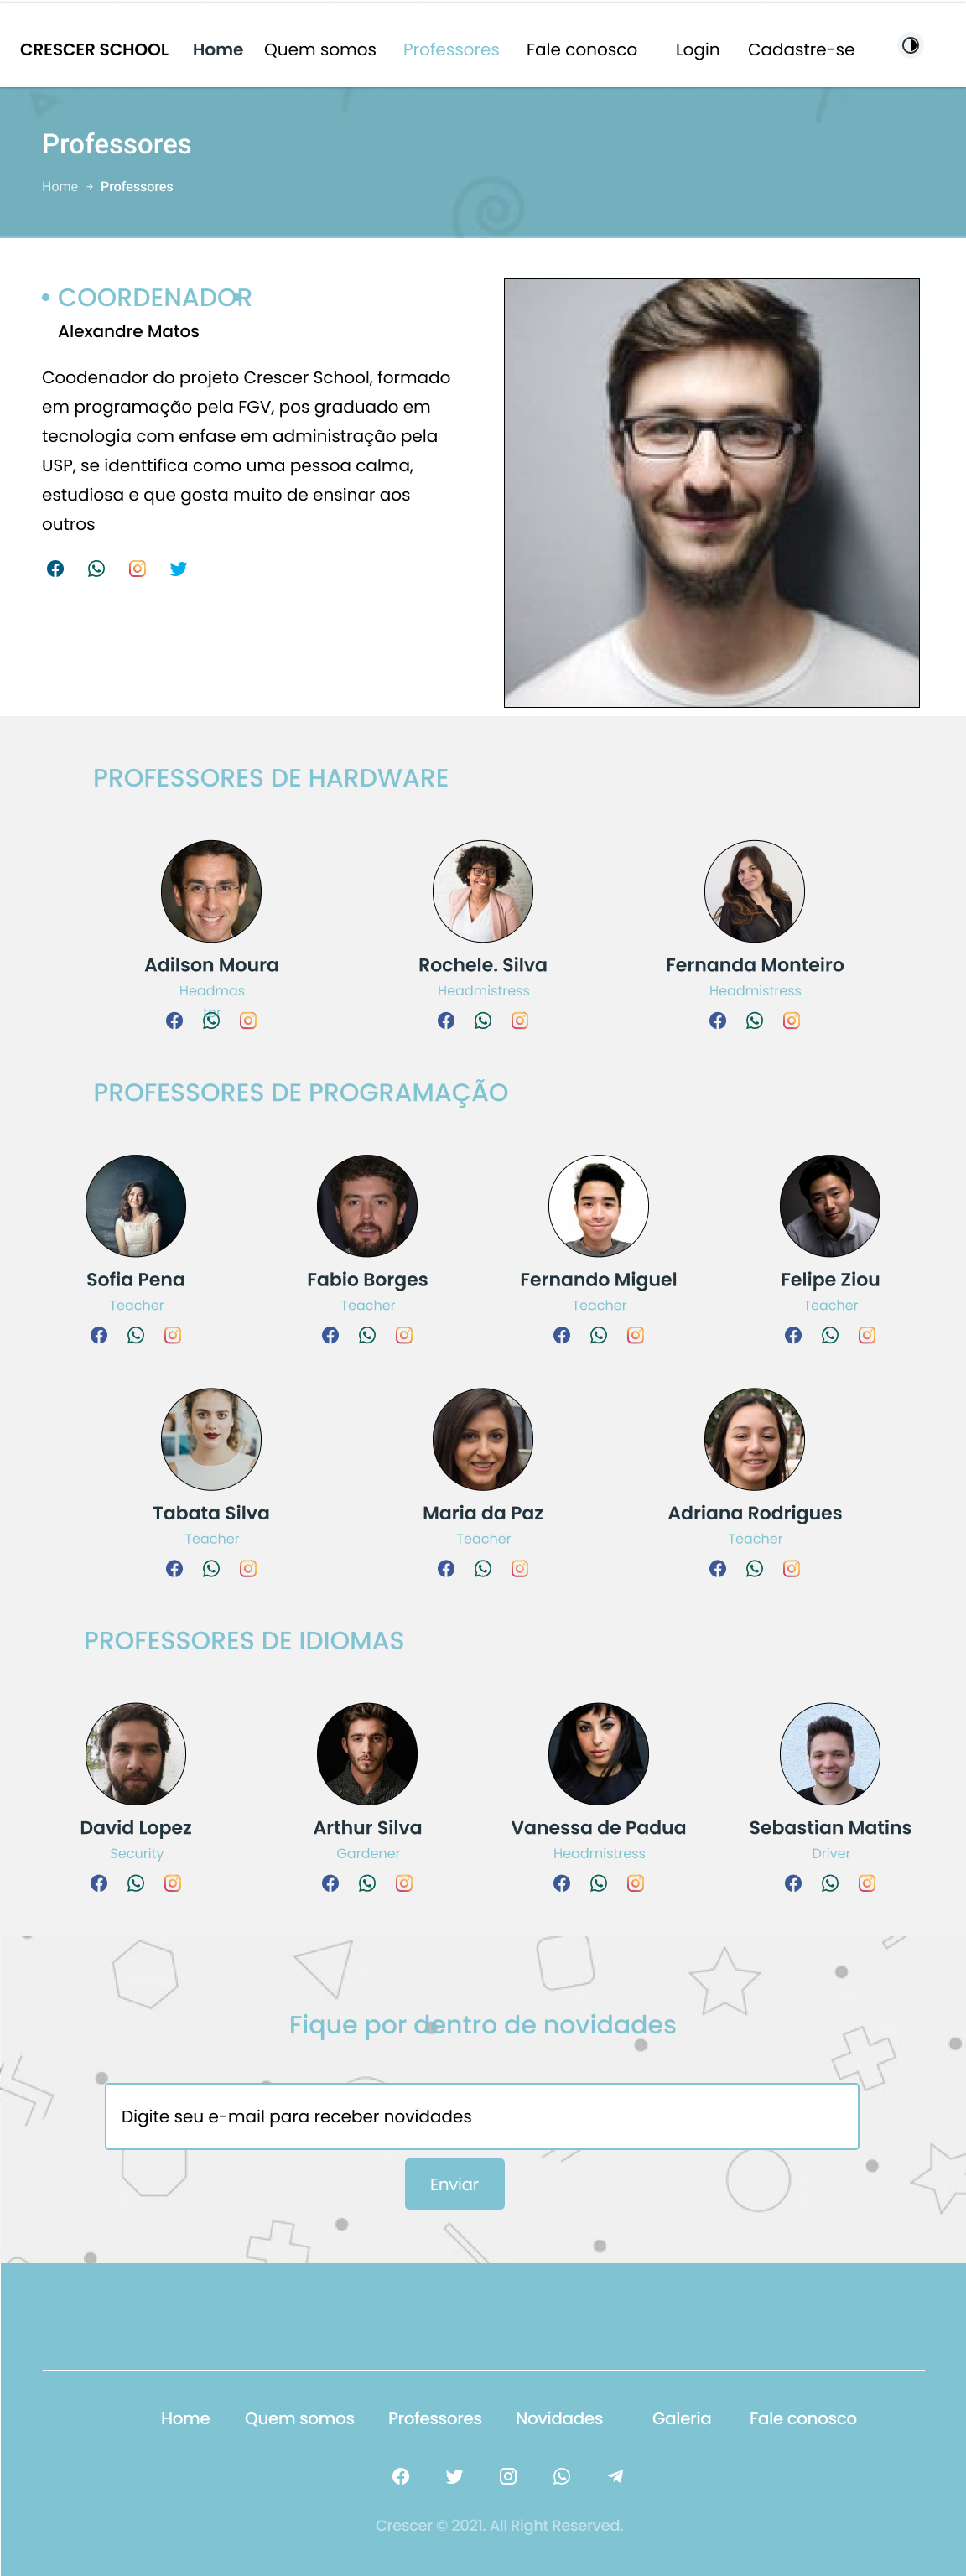 CRESCER SCHOOL Home Quem somos Professores Fale conosco Login Cadastre-se
Professores
Home → Professores
• COORDENADOR
Alexandre Matos
Coodenador do projeto Crescer School, formado
em programação pela FGV, pos graduado em
tecnologia com enfase em administração pela
USP, se identtifica como uma pessoa calma,
estudiosa e que gosta muito de ensinar aos
outros
PROFESSORES DE HARDWARE
Adilson Moura Rochele. Silva Fernanda Monteiro
Headmas Headmistress Headmistress
ter
PROFESSORES DE PROGRAMAÇÃO
Sofia Pena Fabio Borges Fernando Miguel Felipe Ziou
Teacher Teacher Teacher Teacher
Tabata Silva Maria da Paz Adriana Rodrigues
Teacher Teacher Teacher
PROFESSORES DE IDIOMAS
David Lopez Arthur Silva Vanessa de Padua Sebastian Matins
Security Gardener Headmistress Driver
Fique por dentro de novidades
Digite seu e-mail para receber novidades
Enviar
Home Quem somos Professores Novidades Galeria Fale conosco
Crescer © 2021. All Right Reserved.